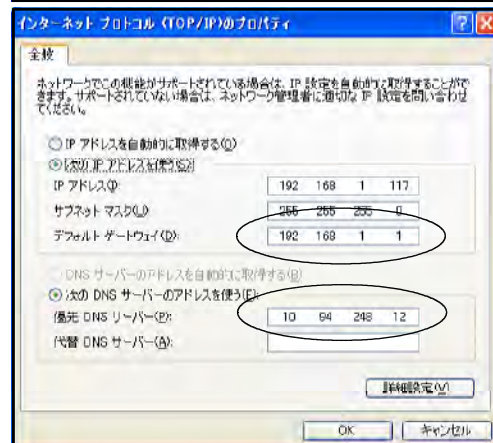 インターネット プロトコル (TCP/IP)のプロパティ
全般
ネットワークでこの機能がサポートされている場合は、IP 設定を自動的に取得することがで
きます。サポートされていない場合は、ネットワーク管理者に適切な IP 設定を問い合わせ
てください。
IP アドレスを自動的に取得する(O)
次の IP アドレスを使う(S):
IP アドレス(I): 192 168 1 117
サブネット マスク(U): 255 255 255 0
デフォルト ゲートウェイ(D): 192 168 1 1
DNS サーバーのアドレスを自動的に取得する(B)
次の DNS サーバーのアドレスを使う(E):
優先 DNS サーバー(P): 10 94 248 12
代替 DNS サーバー(A):
詳細設定(V)
OK キャンセル